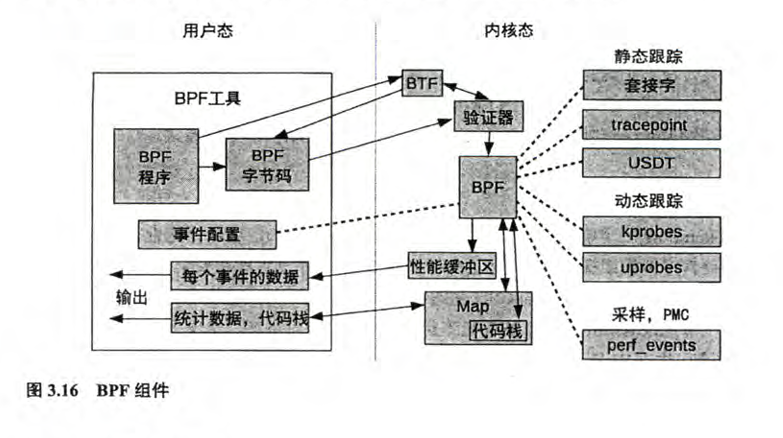 用户态
内核态
BPF工具
BPF
程序
BPF
字节码
事件配置
每个事件的数据
输出
统计数据，代码栈
BTF
验证器
BPF
性能缓冲区
Map
代码栈
静态跟踪
套接字
tracepoint
USDT
动态跟踪
kprobes
uprobes
采样，PMC
perf_events
图 3.16 BPF 组件